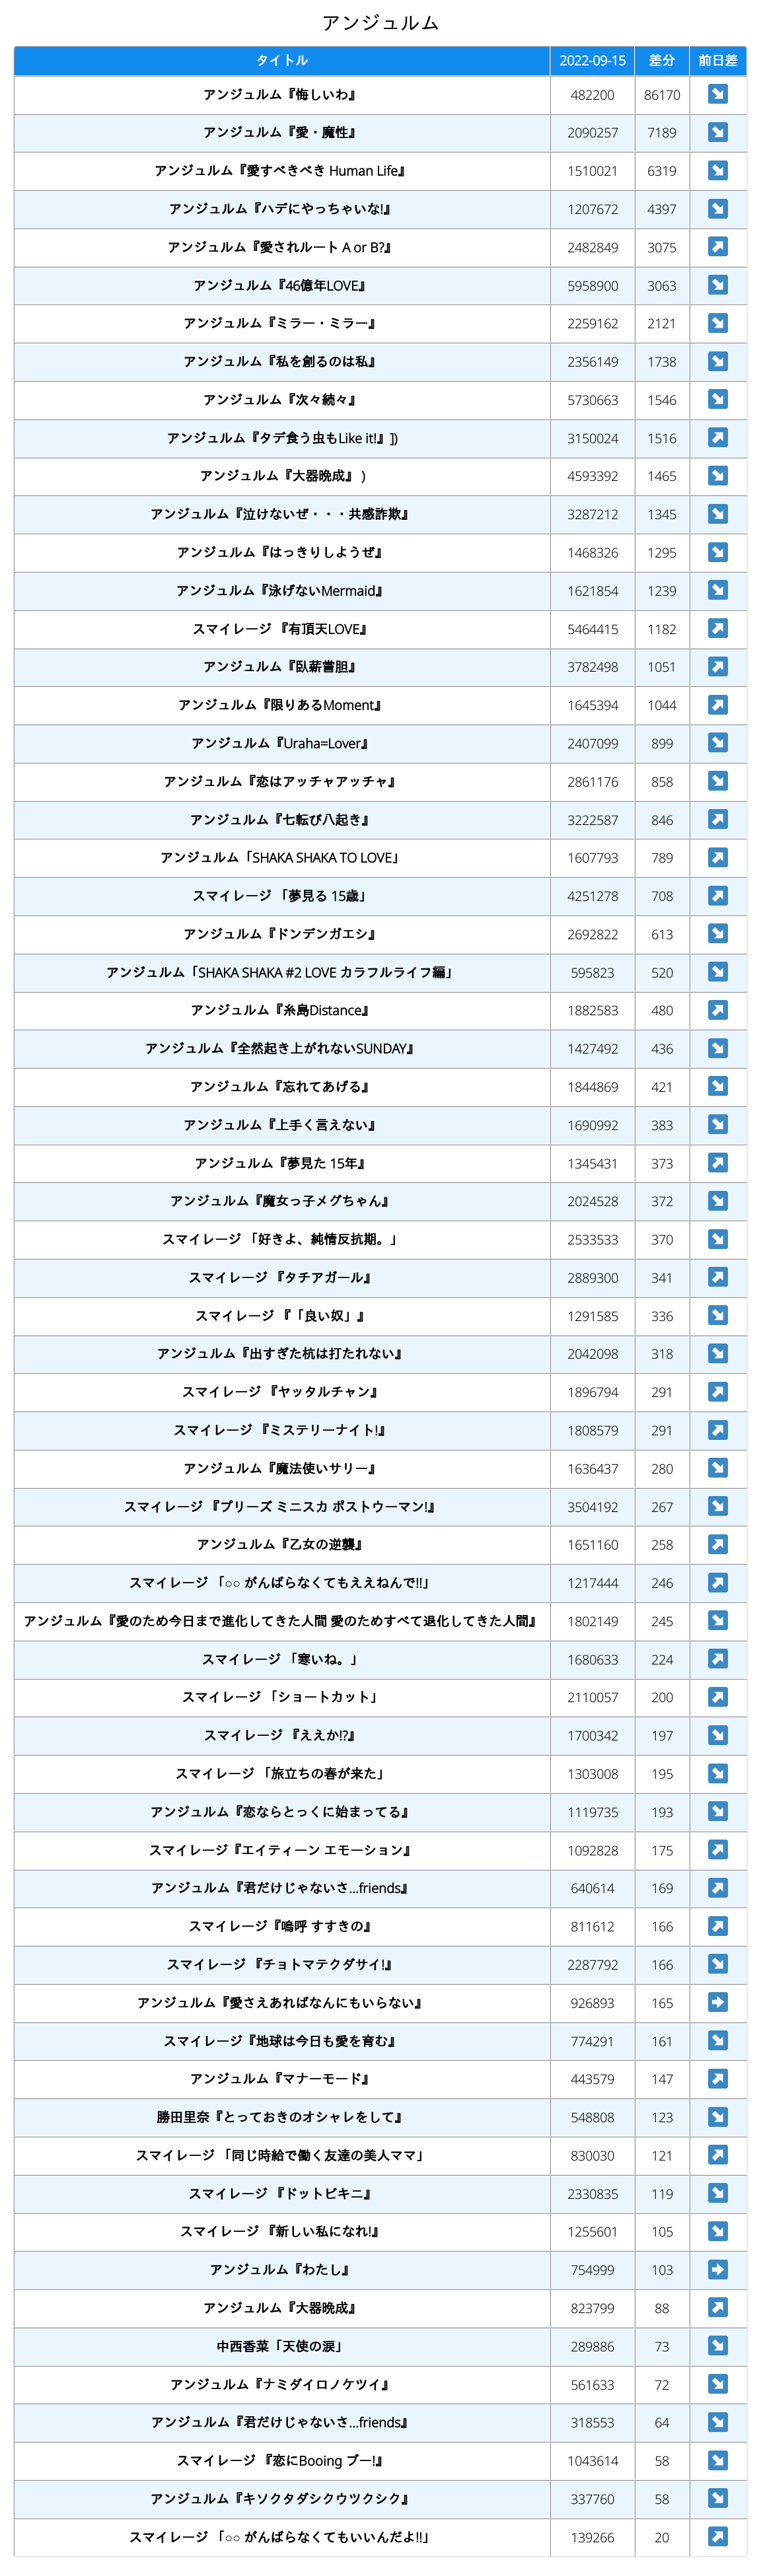 アンジュルム
タイトル 2022-09-15 差分 前日差
アンジュルム『悔しいわ』 482200 86170 ↘
アンジュルム『愛・魔性』 2090257 7189 ↘
アンジュルム『愛すべきべき Human Life』 1510021 6319 ↘
アンジュルム『ハデにやっちゃいな!』 1207672 4397 ↘
アンジュルム『愛されルート A or B?』 2482849 3075 ↗
アンジュルム『46億年LOVE』 5958900 3063 ↘
アンジュルム『ミラー・ミラー』 2259162 2121 ↘
アンジュルム『私を創るのは私』 2356149 1738 ↘
アンジュルム『次々続々』 5730663 1546 ↘
アンジュルム『タデ食う虫もLike it!』]) 3150024 1516 ↗
アンジュルム『大器晩成』 ) 4593392 1465 ↘
アンジュルム『泣けないぜ・・・共感詐欺』 3287212 1345 ↘
アンジュルム『はっきりしようぜ』 1468326 1295 ↘
アンジュルム『泳げないMermaid』 1621854 1239 ↘
スマイレージ 『有頂天LOVE』 5464415 1182 ↗
アンジュルム『臥薪嘗胆』 3782498 1051 ↗
アンジュルム『限りあるMoment』 1645394 1044 ↗
アンジュルム『Uraha=Lover』 2407099 899 ↘
アンジュルム『恋はアッチャアッチャ』 2861176 858 ↘
アンジュルム『七転び八起き』 3222587 846 ↗
アンジュルム「SHAKA SHAKA TO LOVE」 1607793 789 ↗
スマイレージ 「夢見る 15歳」 4251278 708 ↗
アンジュルム『ドンデンガエシ』 2692822 613 ↘
アンジュルム「SHAKA SHAKA #2 LOVE カラフルライフ編」 595823 520 ↘
アンジュルム『糸島Distance』 1882583 480 ↗
アンジュルム『全然起き上がれないSUNDAY』 1427492 436 ↘
アンジュルム『忘れてあげる』 1844869 421 ↘
アンジュルム『上手く言えない』 1690992 383 ↘
アンジュルム『夢見た 15年』 1345431 373 ↗
アンジュルム『魔女っ子メグちゃん』 2024528 372 ↘
スマイレージ 「好きよ、純情反抗期。」 2533533 370 ↘
スマイレージ 『タチアガール』 2889300 341 ↗
スマイレージ 『「良い奴」』 1291585 336 ↘
アンジュルム『出すぎた杭は打たれない』 2042098 318 ↘
スマイレージ 『ヤッタルチャン』 1896794 291 ↗
スマイレージ 『ミステリーナイト!』 1808579 291 ↗
アンジュルム『魔法使いサリー』 1636437 280 ↘
スマイレージ 『プリーズ ミニスカ ポストウーマン!』 3504192 267 ↘
アンジュルム『乙女の逆襲』 1651160 258 ↗
スマイレージ 「○○ がんばらなくてもええねんで!!」 1217444 246 ↗
アンジュルム『愛のため今日まで進化してきた人間 愛のためすべて退化してきた人間』 1802149 245 ↘
スマイレージ 「寒いね。」 1680633 224 ↗
スマイレージ 「ショートカット」 2110057 200 ↗
スマイレージ 『ええか!?』 1700342 197 ↘
スマイレージ 「旅立ちの春が来た」 1303008 195 ↘
アンジュルム『恋ならとっくに始まってる』 1119735 193 ↘
スマイレージ『エイティーン エモーション』 1092828 175 ↗
アンジュルム『君だけじゃないさ...friends』 640614 169 ↗
スマイレージ『嗚呼 すすきの』 811612 166 ↗
スマイレージ 『チョトマテクダサイ!』 2287792 166 ↘
アンジュルム『愛さえあればなんにもいらない』 926893 165 ➡
スマイレージ『地球は今日も愛を育む』 774291 161 ↘
アンジュルム『マナーモード』 443579 147 ↗
勝田里奈『とっておきのオシャレをして』 548808 123 ↘
スマイレージ 「同じ時給で働く友達の美人ママ」 830030 121 ↗
スマイレージ 『ドットビキニ』 2330835 119 ↘
スマイレージ 『新しい私になれ!』 1255601 105 ↘
アンジュルム『わたし』 754999 103 ➡
アンジュルム『大器晩成』 823799 88 ↗
中西香菜「天使の涙」 289886 73 ↘
アンジュルム『ナミダイロノケツイ』 561633 72 ↘
アンジュルム『君だけじゃないさ...friends』 318553 64 ↘
スマイレージ 『恋にBooing ブー!』 1043614 58 ↘
アンジュルム『キソクタダシクウツクシク』 337760 58 ↘
スマイレージ 「○○ がんばらなくてもいいんだよ!!」 139266 20 ↗